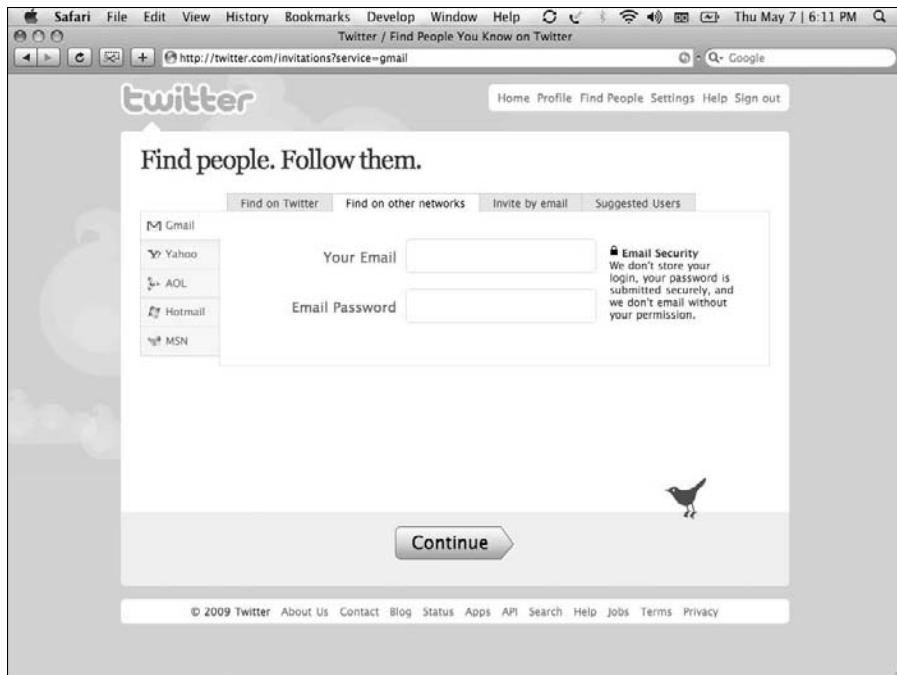 Safari File Edit View History Bookmarks Develop Window Help Thu May 7 | 6:11 PM
Twitter / Find People You Know on Twitter
http://twitter.com/invitations?service=gmail Google
twitter
Home Profile Find People Settings Help Sign out
Find people. Follow them.
Find on Twitter Find on other networks Invite by email Suggested Users
Gmail
Yahoo
AOL
Hotmail
MSN
Your Email
Email Password
Email Security
We don't store your
login, your password is
submitted securely, and
we don't email without
your permission.
Continue
© 2009 Twitter About Us Contact Blog Status Apps API Search Help Jobs Terms Privacy